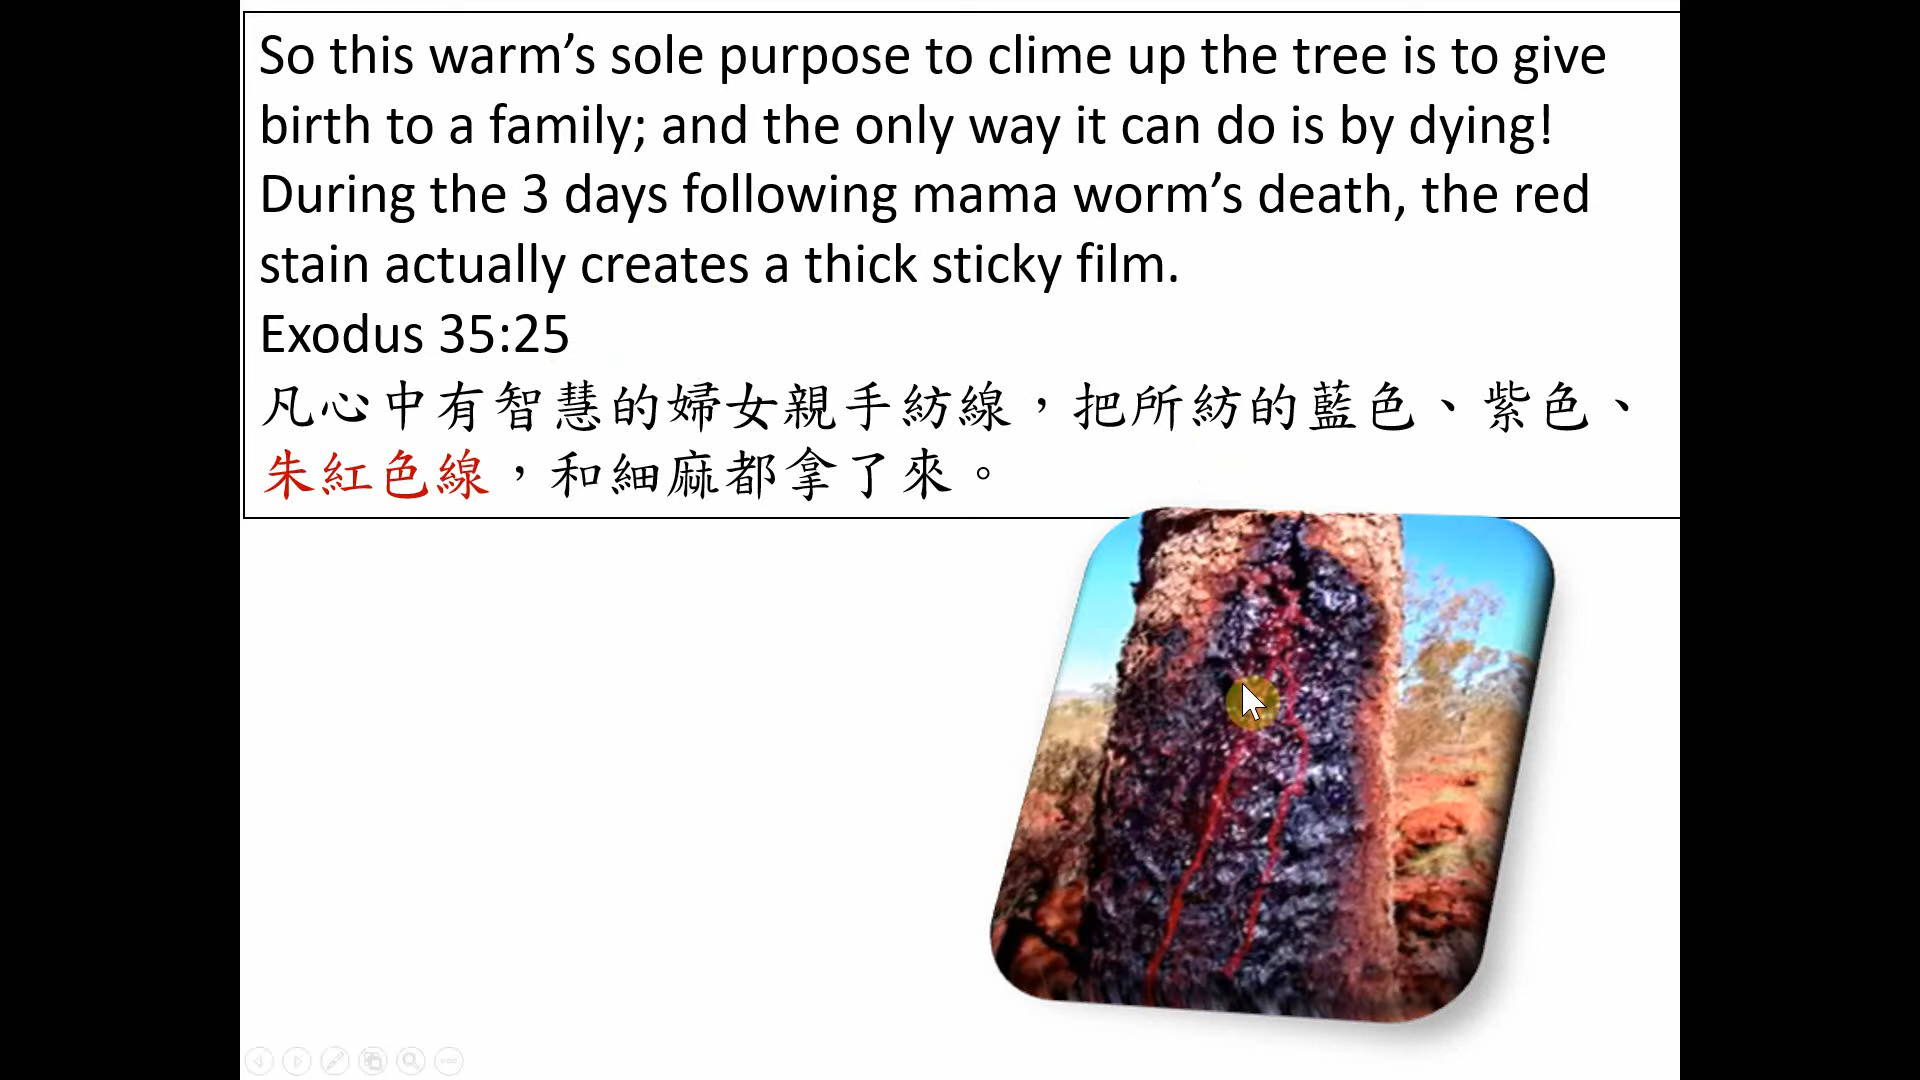 So this warm’s sole purpose to clime up the tree is to give
birth to a family; and the only way it can do is by dying!
During the 3 days following mama worm’s death, the red
stain actually creates a thick sticky film.
Exodus 35:25
凡心中有智慧的婦女親手紡線，把所紡的藍色、紫色、
朱紅色線，和細麻都拿了來。